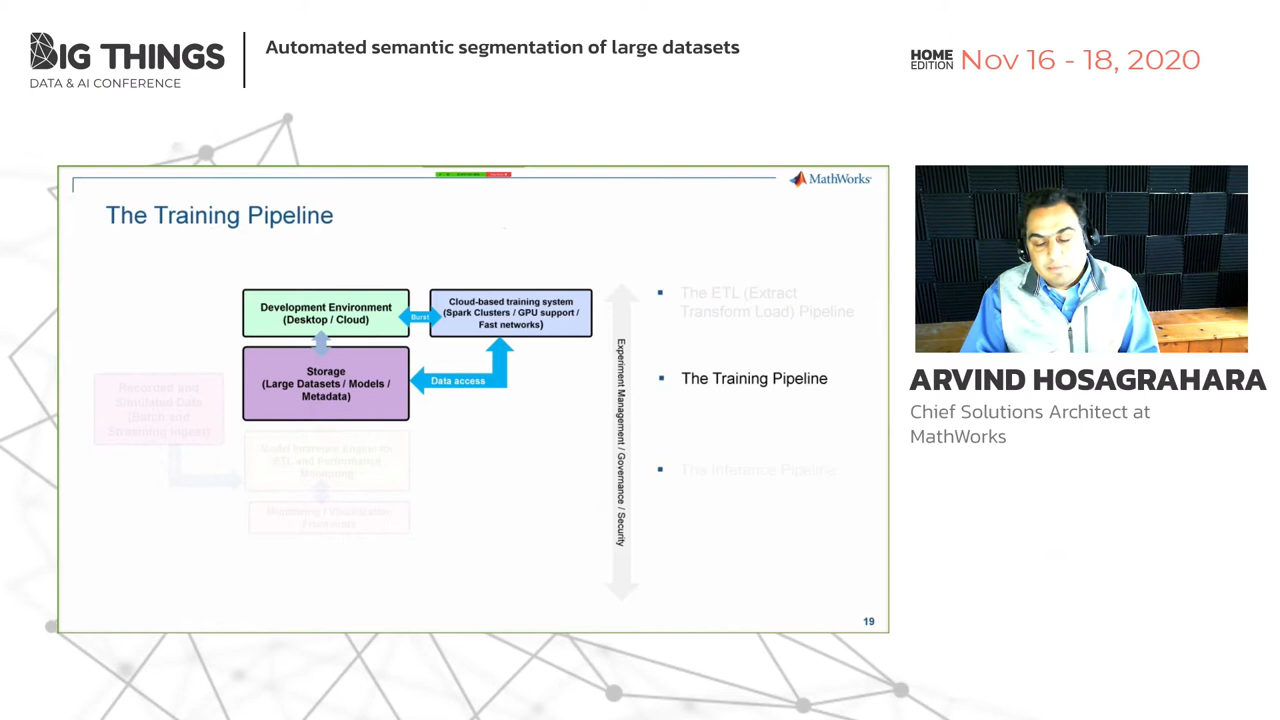 BIG THINGS
DATA & AI CONFERENCE
Automated semantic segmentation of large datasets
HOME
EDITION
Nov 16 - 18, 2020
MathWorks
The Training Pipeline
Development Environment
(Desktop / Cloud)
Burst
Cloud-based training system
(Spark Clusters / GPU support /
Fast networks)
Storage
(Large Datasets / Models /
Metadata)
Data access
Recorded and
Simulated Data
(Batch and
Streaming Ingest)
Model Inference Engine for
ETL and Performance
Monitoring
Monitoring / Visualization
Frontends
Experiment Management / Governance / Security
The ETL (Extract
Transform Load) Pipeline
The Training Pipeline
The Inference Pipeline
19
ARVIND HOSAGRAHARA
Chief Solutions Architect at
MathWorks